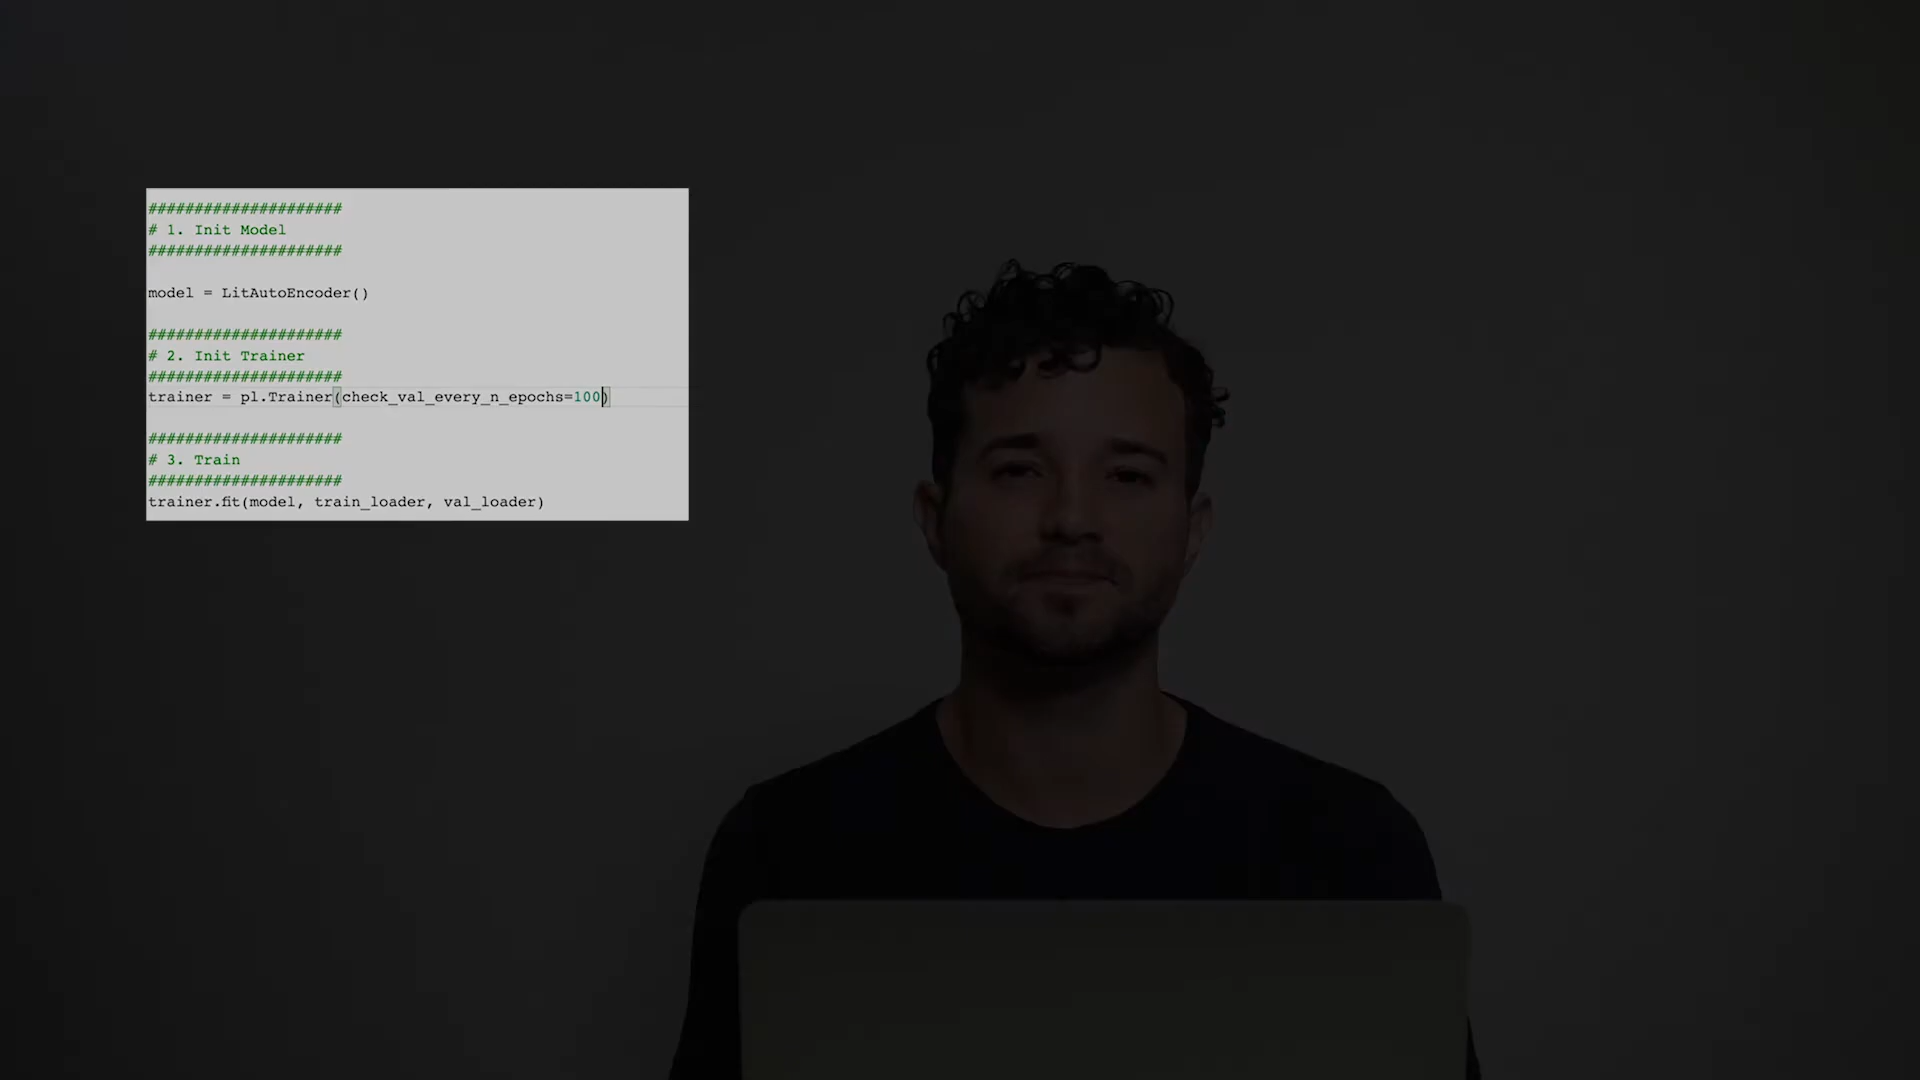 #####################
# 1. Init Model
#####################
model = LitAutoEncoder()
#####################
# 2. Init Trainer
#####################
trainer = pl.Trainer(check_val_every_n_epochs=100)
#####################
# 3. Train
#####################
trainer.fit(model, train_loader, val_loader)